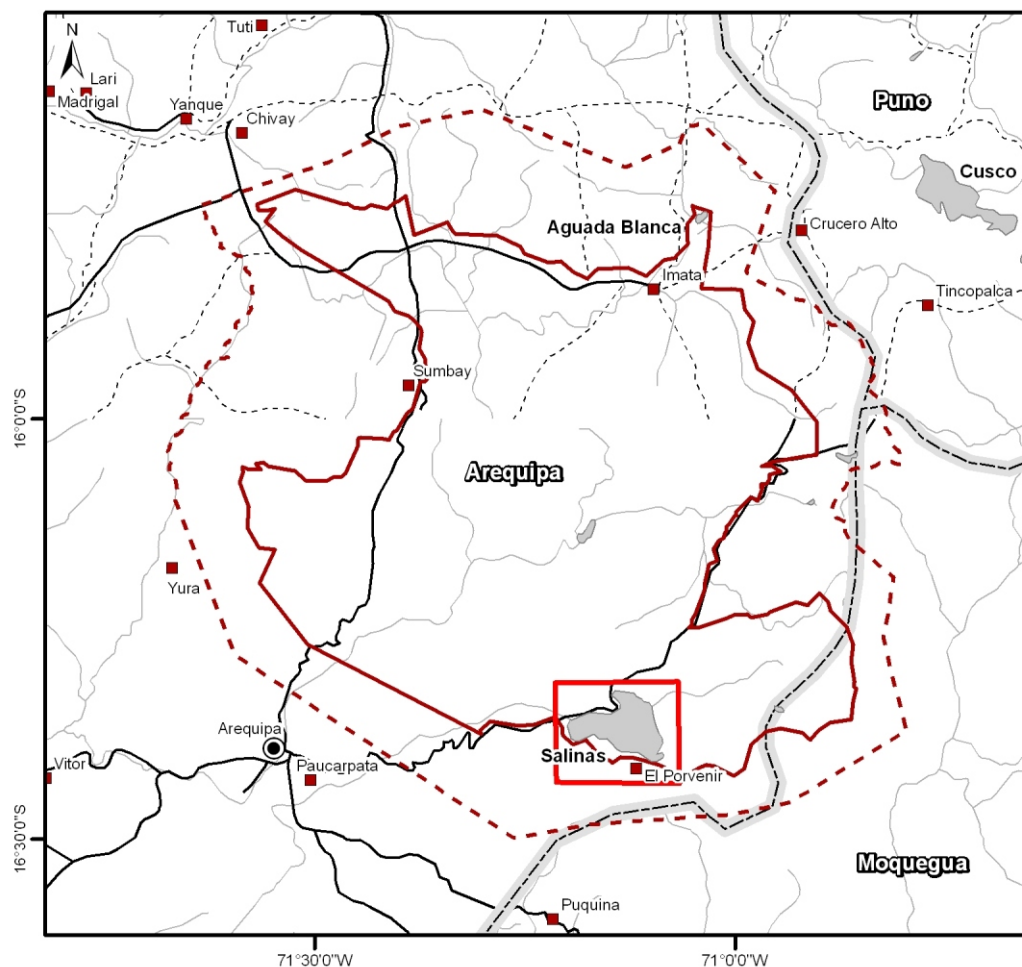 Tuti
N
Lari
Madrigal
Yanque
Chivay
Puno
Cusco
Aguada Blanca
Crucero Alto
Imata
Tincopalca
Sumbay
16°0'0"S
Arequipa
Yura
Arequipa
Salinas
Vitor
Paucarpata
El Porvenir
16°30'0"S
Moquegua
Puquina
71°30'0"W
71°0'0"W